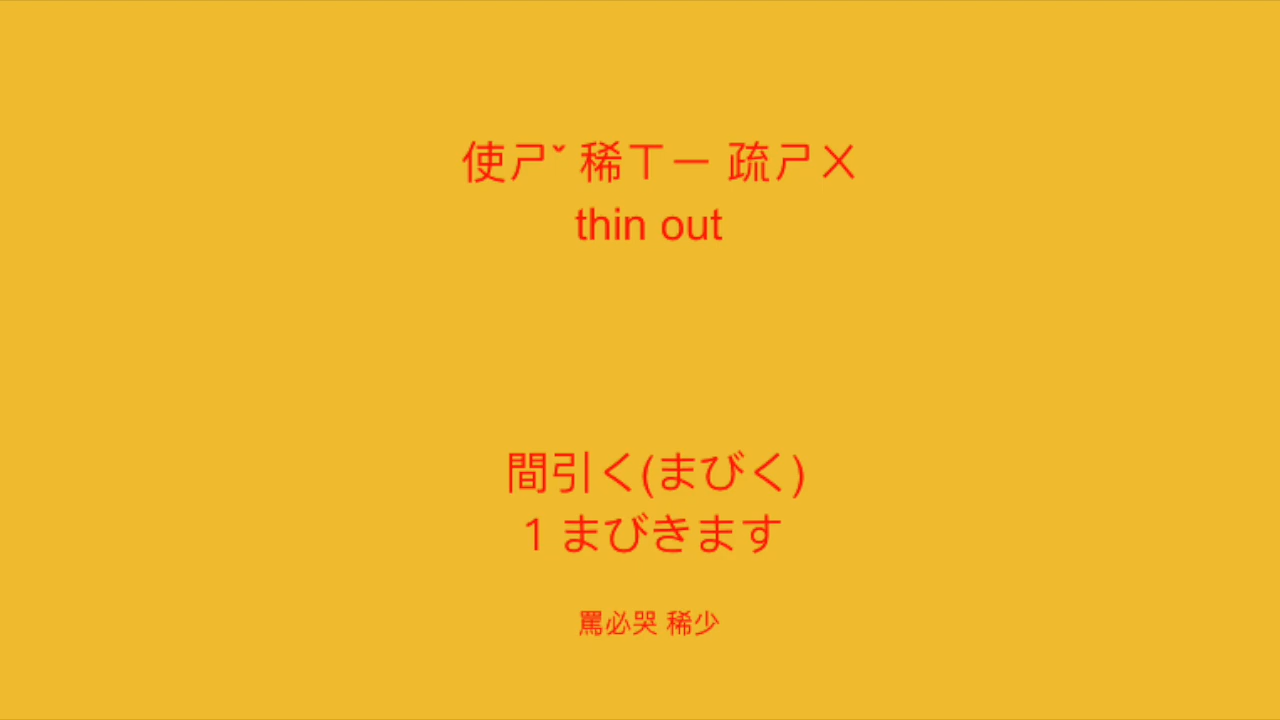 使ㄕˇ 稀ㄒㄧ 疏ㄕㄨ
thin out
間引く(まびく)
1 まびきます
罵必哭 稀少